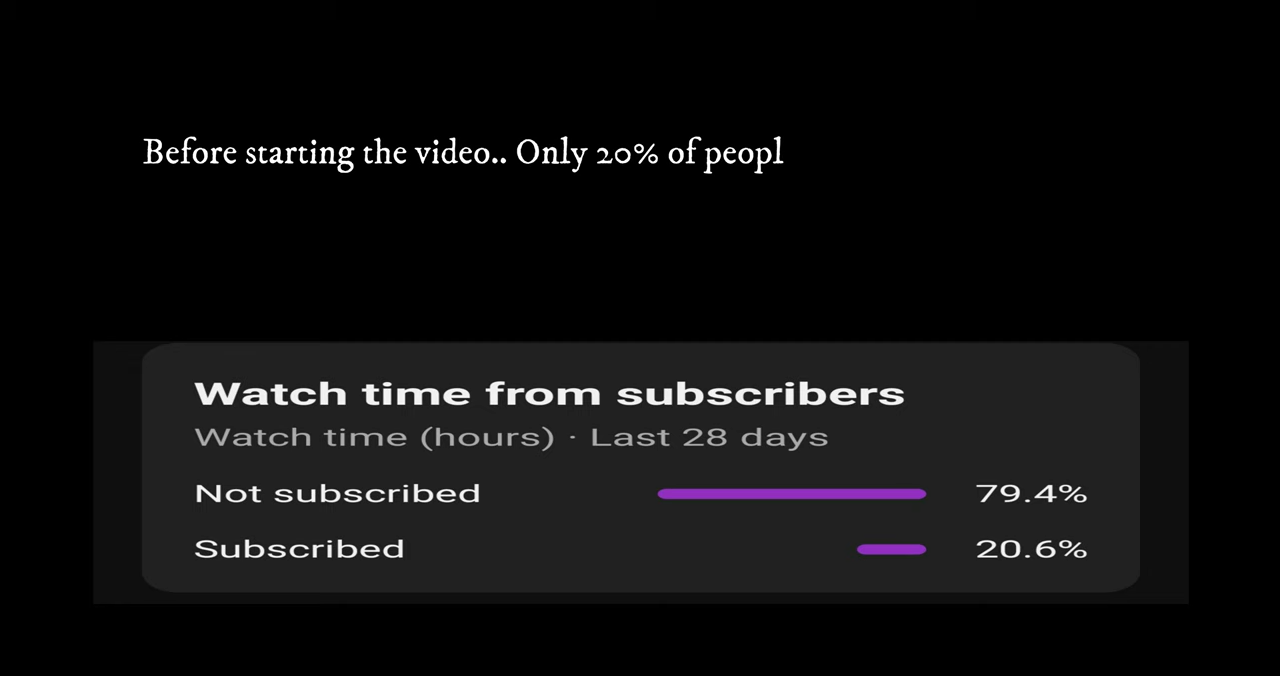 Before starting the video.. Only 20% of peopl
Watch time from subscribers
Watch time (hours) · Last 28 days
Not subscribed 79.4%
Subscribed 20.6%